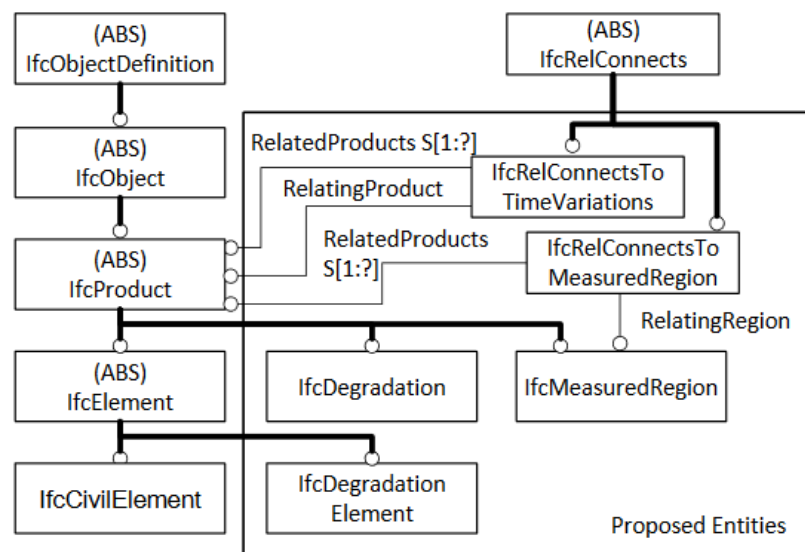 (ABS)
IfcObjectDefinition
(ABS)
IfcRelConnects
(ABS)
IfcObject
RelatedProducts S[1:?]
RelatingProduct
IfcRelConnectsTo
TimeVariations
(ABS)
IfcProduct
RelatedProducts
S[1:?]
IfcRelConnectsTo
MeasuredRegion
RelatingRegion
(ABS)
IfcElement
IfcDegradation
IfcMeasuredRegion
IfcCivilElement
IfcDegradation
Element
Proposed Entities